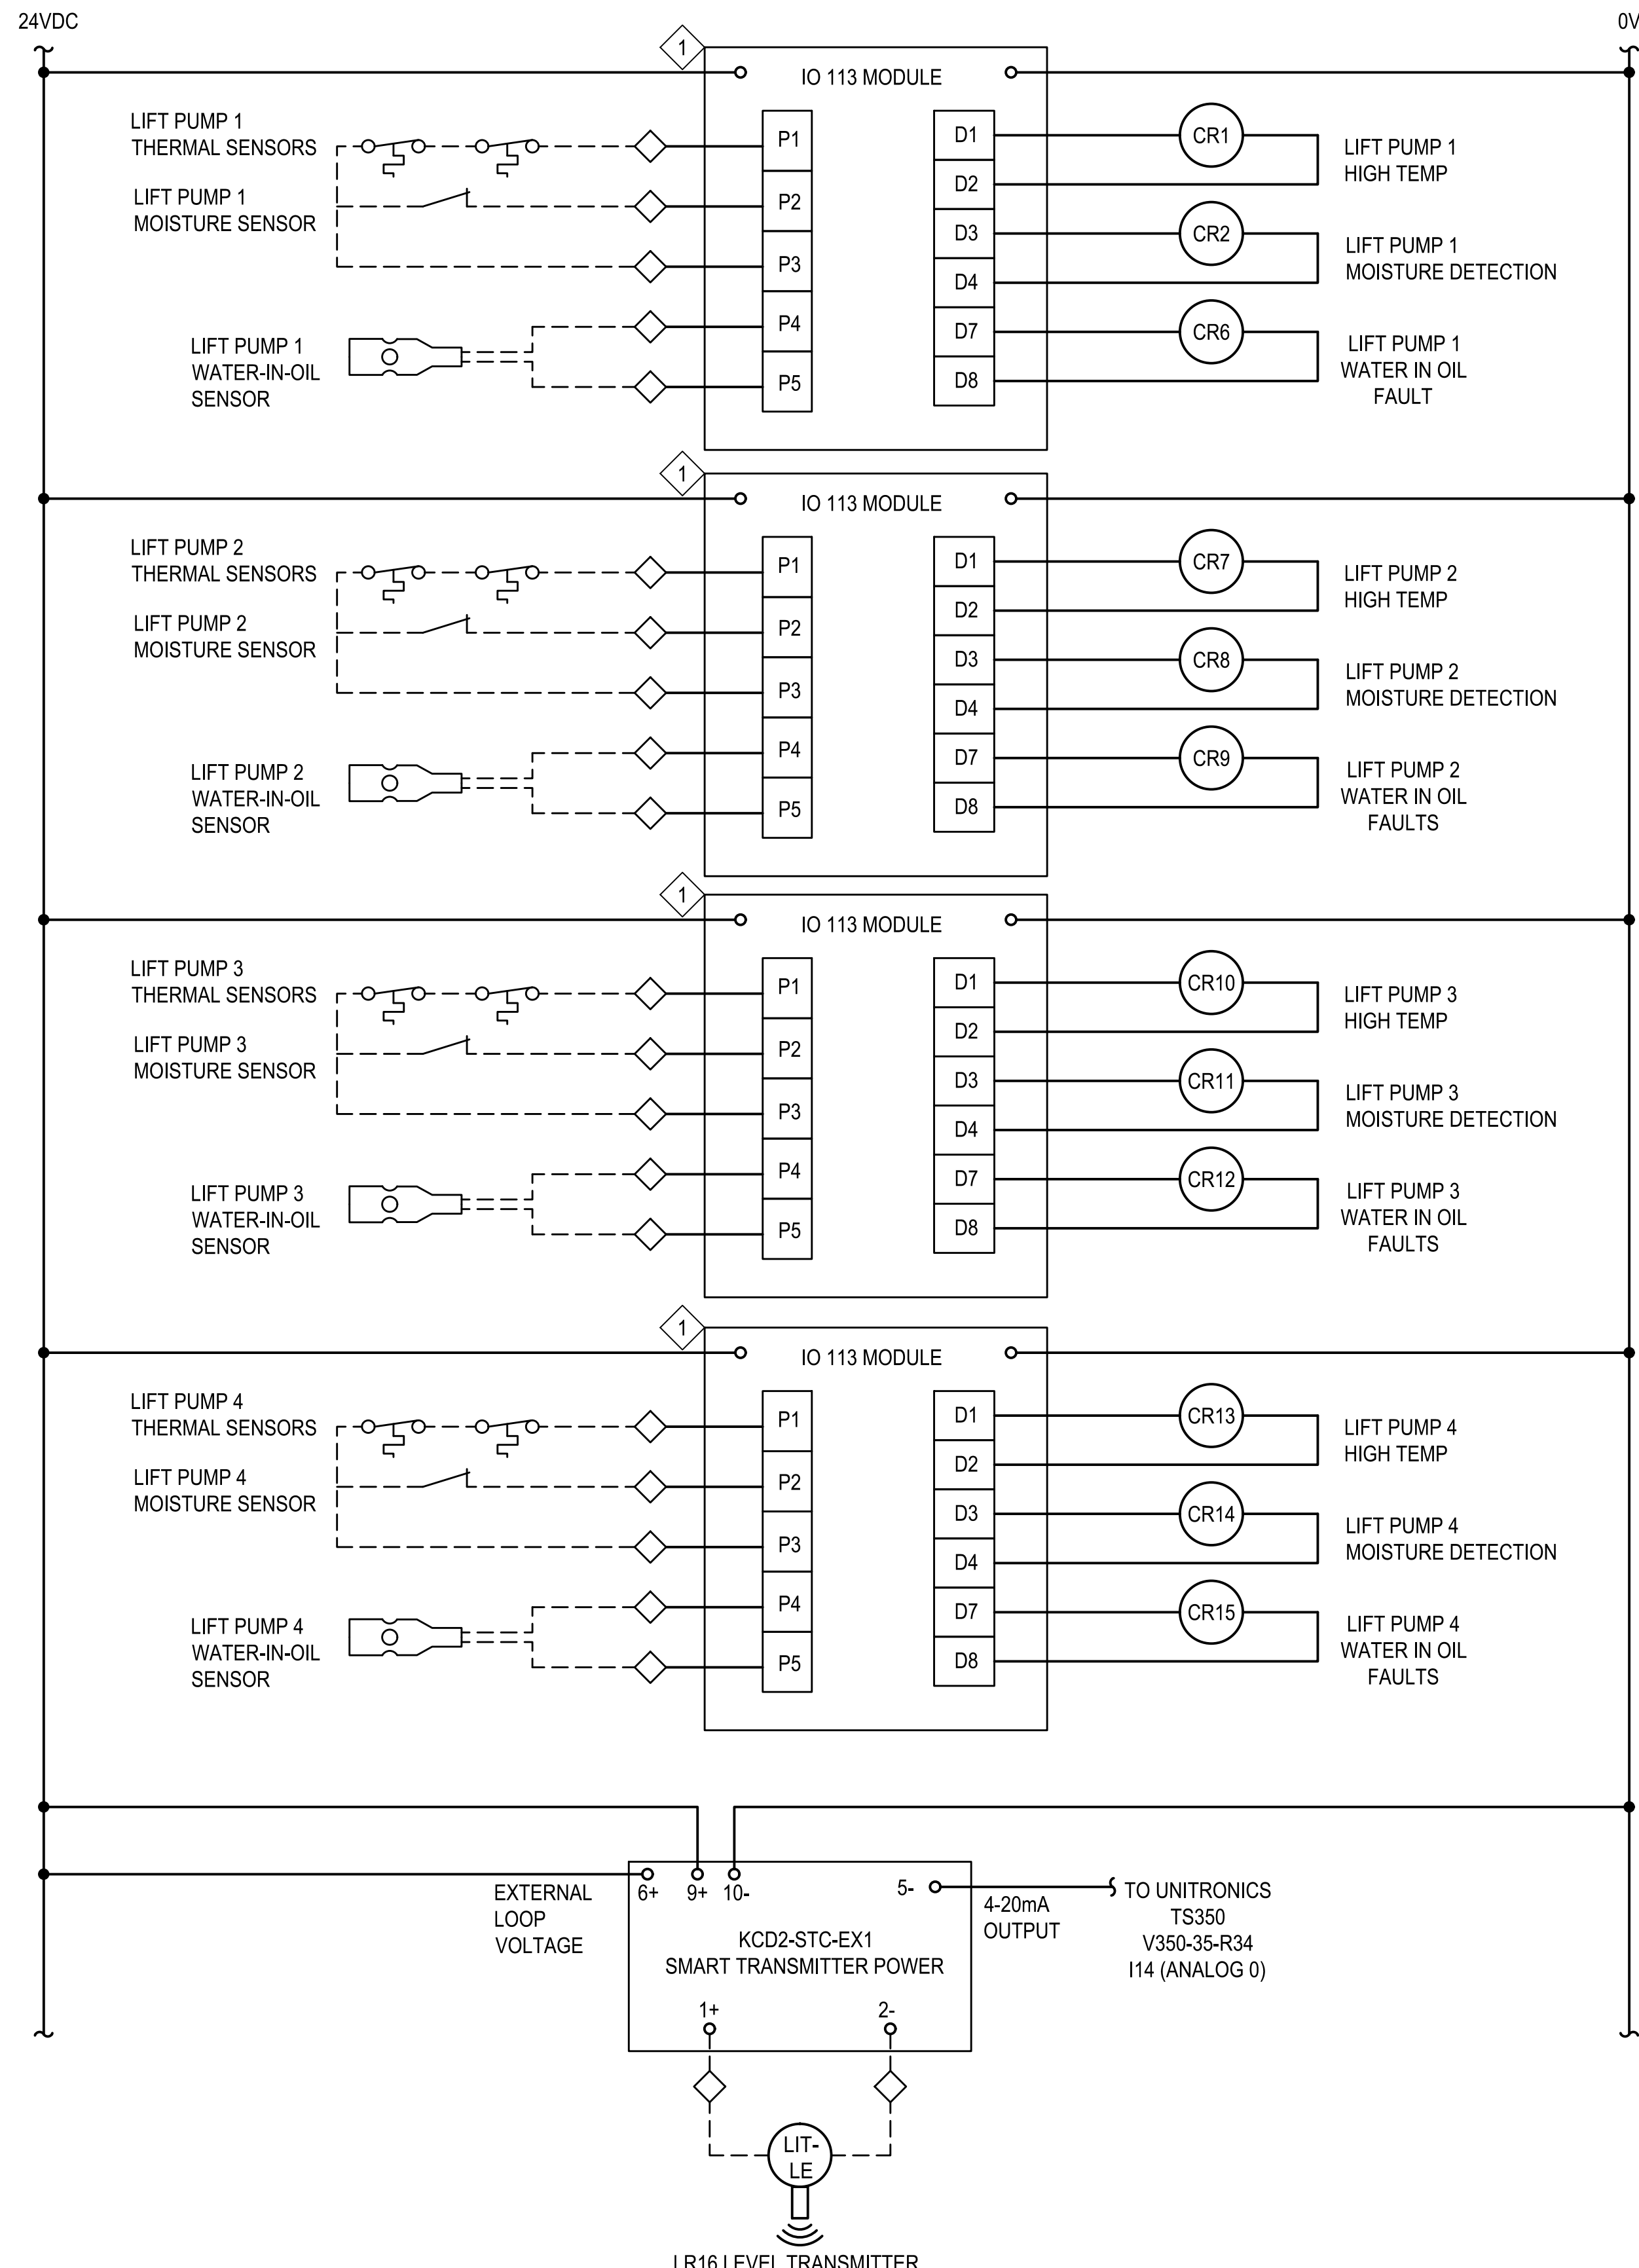 24VDC
0V
1
IO 113 MODULE
LIFT PUMP 1
THERMAL SENSORS
LIFT PUMP 1
MOISTURE SENSOR
LIFT PUMP 1
WATER-IN-OIL
SENSOR
P1
P2
P3
P4
P5
D1
D2
D3
D4
D7
D8
CR1
CR2
CR6
LIFT PUMP 1
HIGH TEMP
LIFT PUMP 1
MOISTURE DETECTION
LIFT PUMP 1
WATER IN OIL
FAULT
1
IO 113 MODULE
LIFT PUMP 2
THERMAL SENSORS
LIFT PUMP 2
MOISTURE SENSOR
LIFT PUMP 2
WATER-IN-OIL
SENSOR
P1
P2
P3
P4
P5
D1
D2
D3
D4
D7
D8
CR7
CR8
CR9
LIFT PUMP 2
HIGH TEMP
LIFT PUMP 2
MOISTURE DETECTION
LIFT PUMP 2
WATER IN OIL
FAULTS
1
IO 113 MODULE
LIFT PUMP 3
THERMAL SENSORS
LIFT PUMP 3
MOISTURE SENSOR
LIFT PUMP 3
WATER-IN-OIL
SENSOR
P1
P2
P3
P4
P5
D1
D2
D3
D4
D7
D8
CR10
CR11
CR12
LIFT PUMP 3
HIGH TEMP
LIFT PUMP 3
MOISTURE DETECTION
LIFT PUMP 3
WATER IN OIL
FAULTS
1
IO 113 MODULE
LIFT PUMP 4
THERMAL SENSORS
LIFT PUMP 4
MOISTURE SENSOR
LIFT PUMP 4
WATER-IN-OIL
SENSOR
P1
P2
P3
P4
P5
D1
D2
D3
D4
D7
D8
CR13
CR14
CR15
LIFT PUMP 4
HIGH TEMP
LIFT PUMP 4
MOISTURE DETECTION
LIFT PUMP 4
WATER IN OIL
FAULTS
EXTERNAL
LOOP
VOLTAGE
6+ 9+ 10-
5-
KCD2-STC-EX1
SMART TRANSMITTER POWER
1+ 2-
4-20mA
OUTPUT
TO UNITRONICS
TS350
V350-35-R34
I14 (ANALOG 0)
LIT-
LE
LR16 LEVEL TRANSMITTER